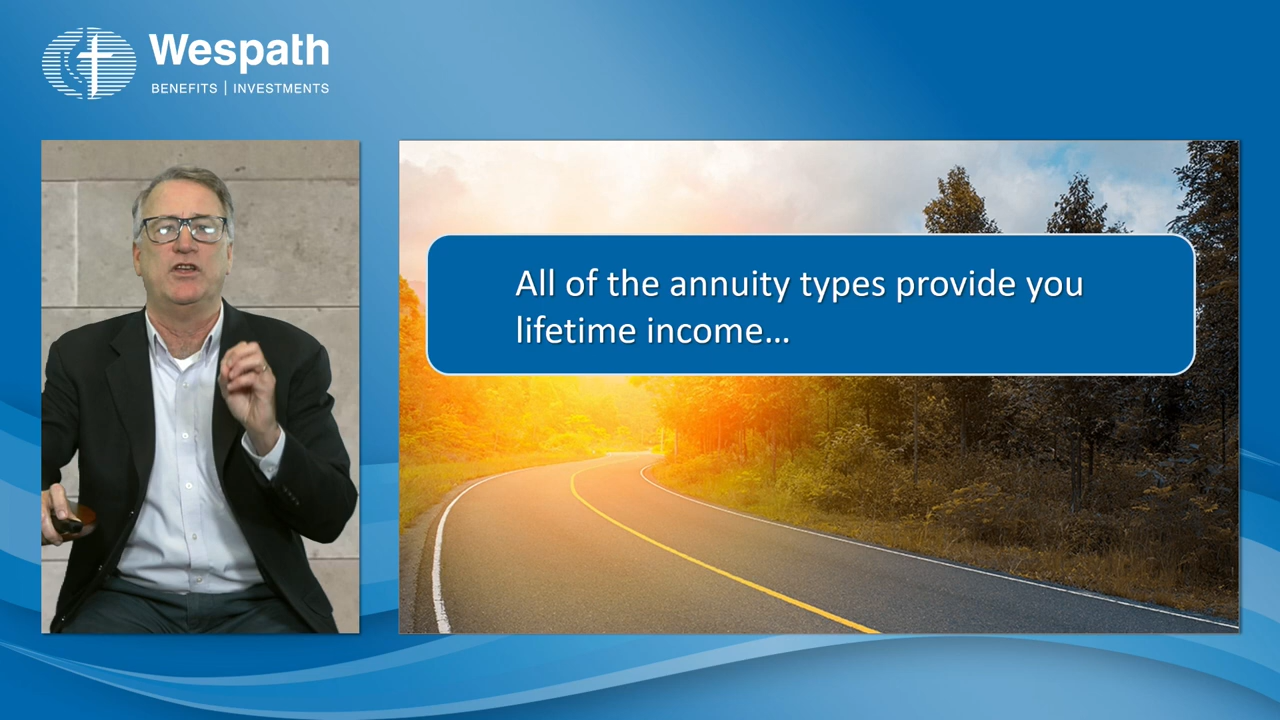 Wespath
BENEFITS | INVESTMENTS
All of the annuity types provide you
lifetime income…